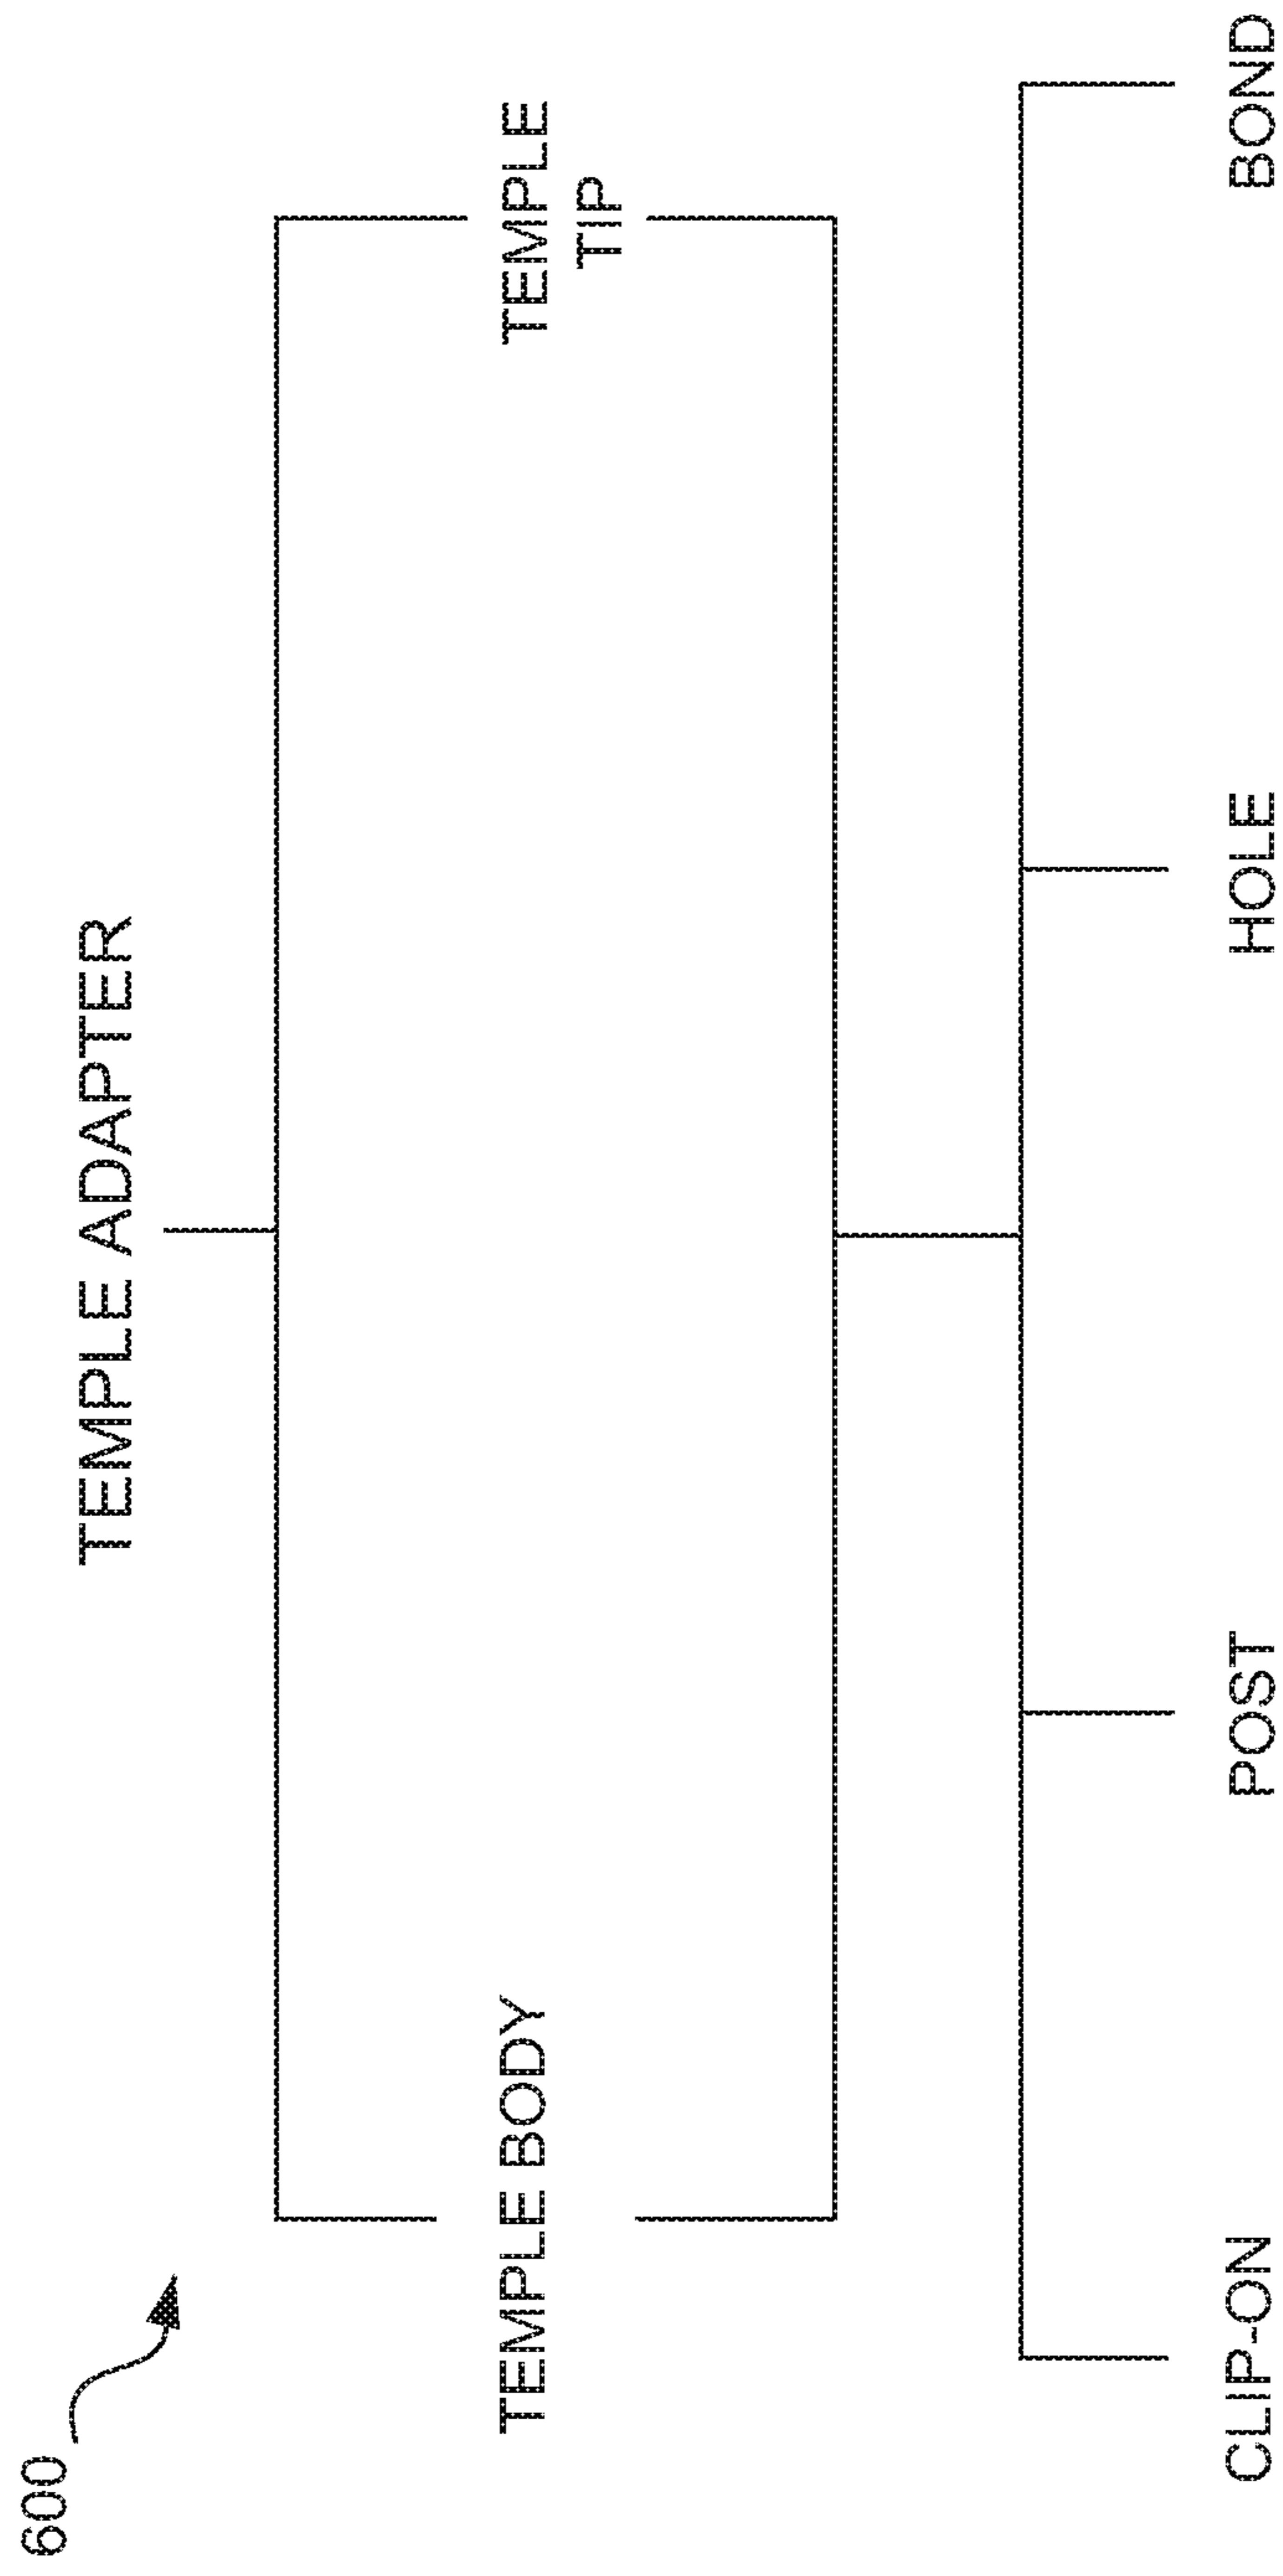 600
TEMPLE ADAPTER
TEMPLE BODY
TEMPLE
TIP
CLIP-ON
POST
HOLE
BOND